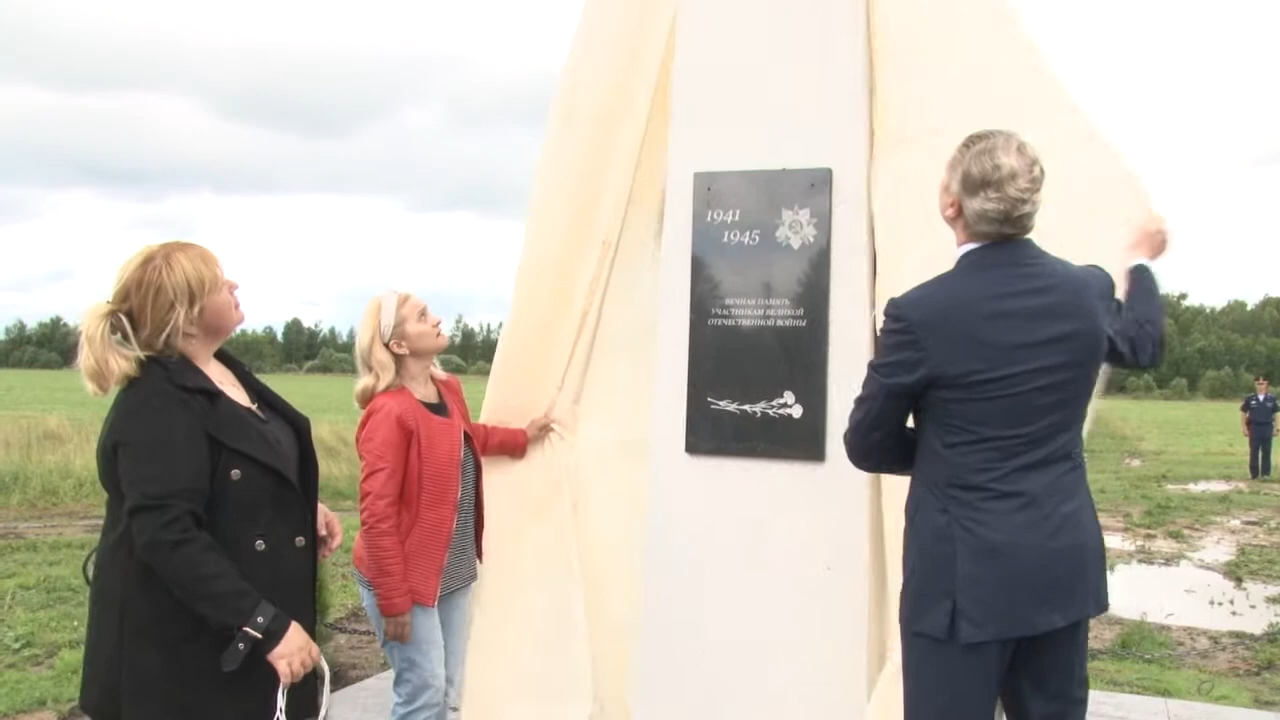 1941
1945
ВЕЧНАЯ ПАМЯТЬ
УЧАСТНИКАМ ВЕЛИКОЙ
ОТЕЧЕСТВЕННОЙ ВОЙНЫ